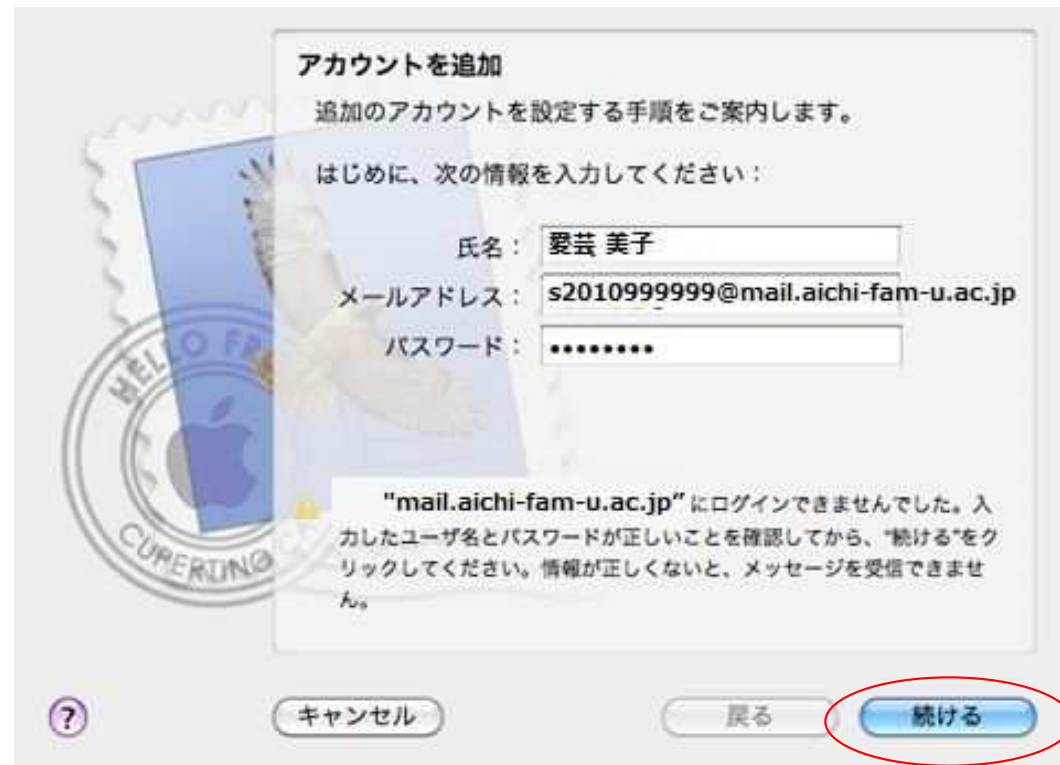 アカウントを追加
追加のアカウントを設定する手順をご案内します。
はじめに、次の情報を入力してください：
氏名： 愛芸 美子
メールアドレス： s2010999999@mail.aichi-fam-u.ac.jp
パスワード： ••••••••
HELLO FR
CUPERTINO C
"mail.aichi-fam-u.ac.jp" にログインできませんでした。入
力したユーザ名とパスワードが正しいことを確認してから、“続ける”をク
リックしてください。情報が正しくないと、メッセージを受信できませ
ん。
? キャンセル 戻る 続ける